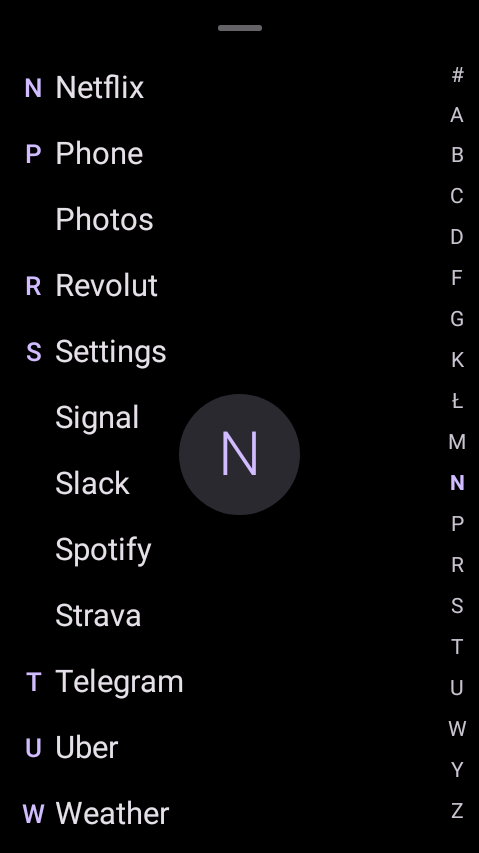 N Netflix
P Phone
Photos
R Revolut
S Settings
Signal
Slack
Spotify
Strava
T Telegram
U Uber
W Weather
N
#
A
B
C
D
F
G
K
Ł
M
N
P
R
S
T
U
W
Y
Z